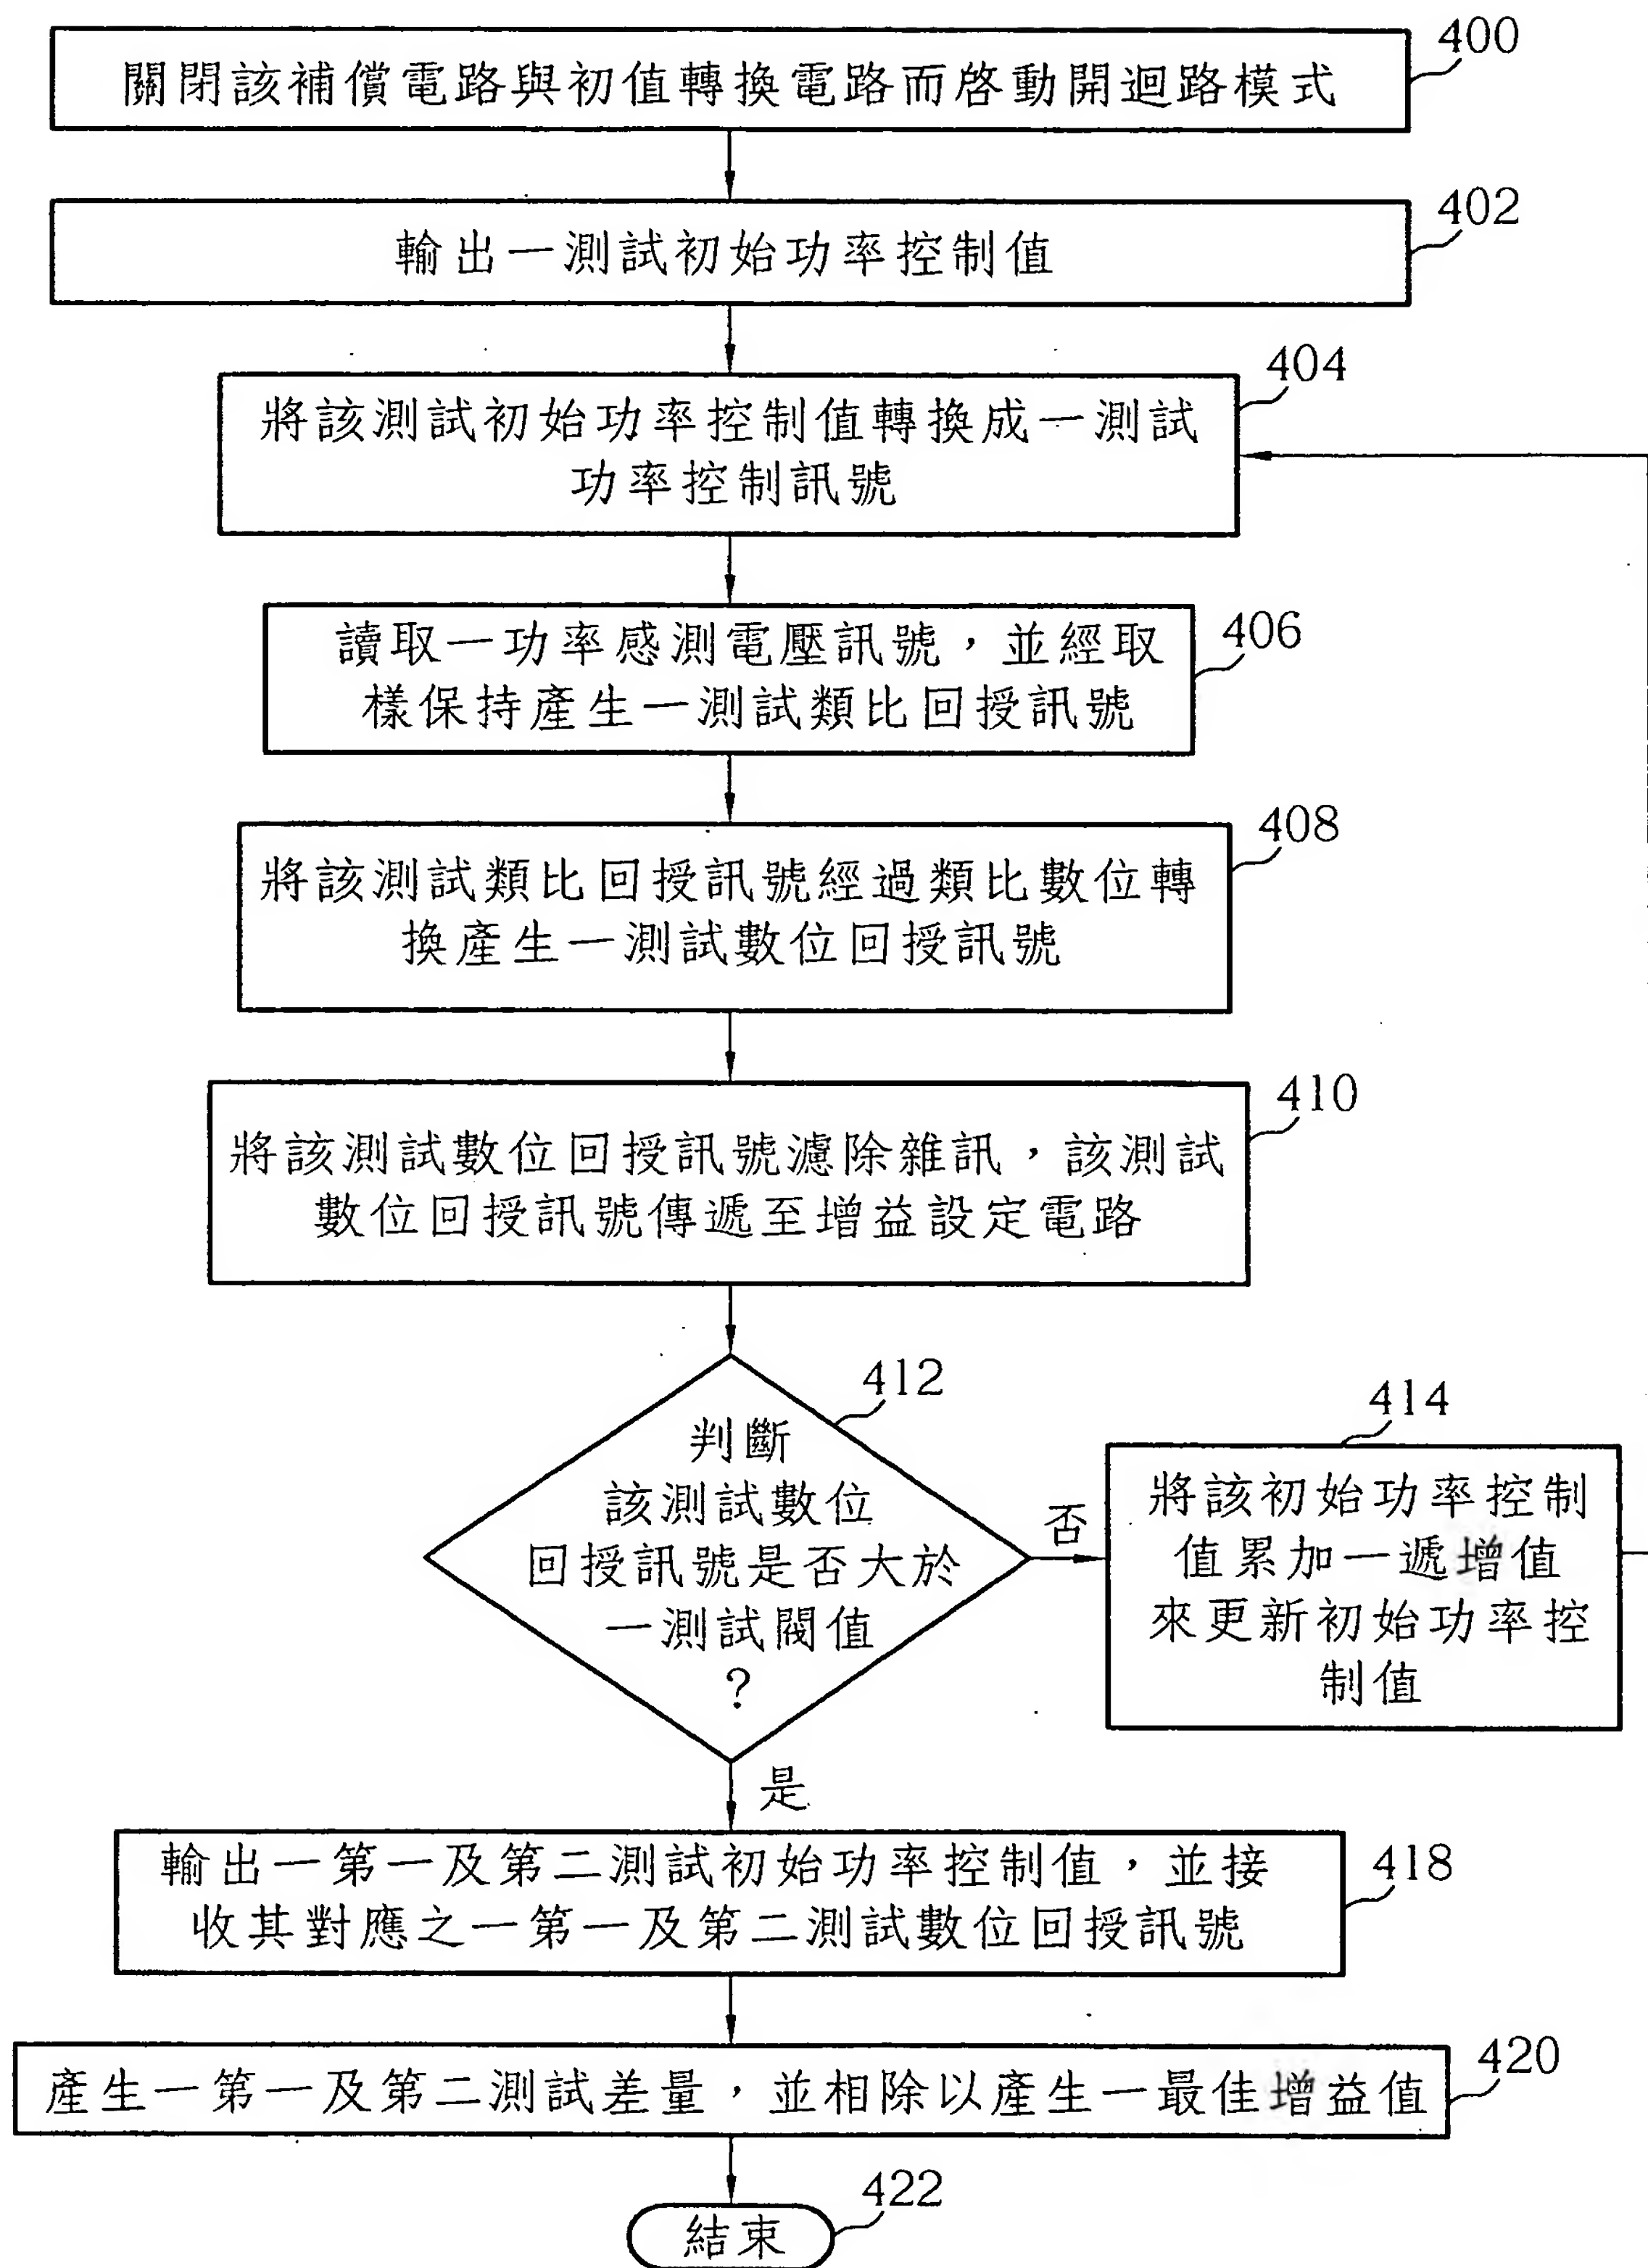 400
關閉該補償電路與初值轉換電路而啓動開迴路模式
402
輸出一測試初始功率控制值
404
將該測試初始功率控制值轉換成一測試
功率控制訊號
406
讀取一功率感測電壓訊號，並經取
樣保持產生一測試類比回授訊號
408
將該測試類比回授訊號經過類比數位轉
換產生一測試數位回授訊號
410
將該測試數位回授訊號濾除雜訊，該測試
數位回授訊號傳遞至增益設定電路
412
判斷
該測試數位
回授訊號是否大於
一測試閥值
?
否
414
將該初始功率控制
值累加一遞增值
來更新初始功率控
制值
是
418
輸出一第一及第二測試初始功率控制值，並接
收其對應之一第一及第二測試數位回授訊號
420
產生一第一及第二測試差量，並相除以產生一最佳增益值
422
結束